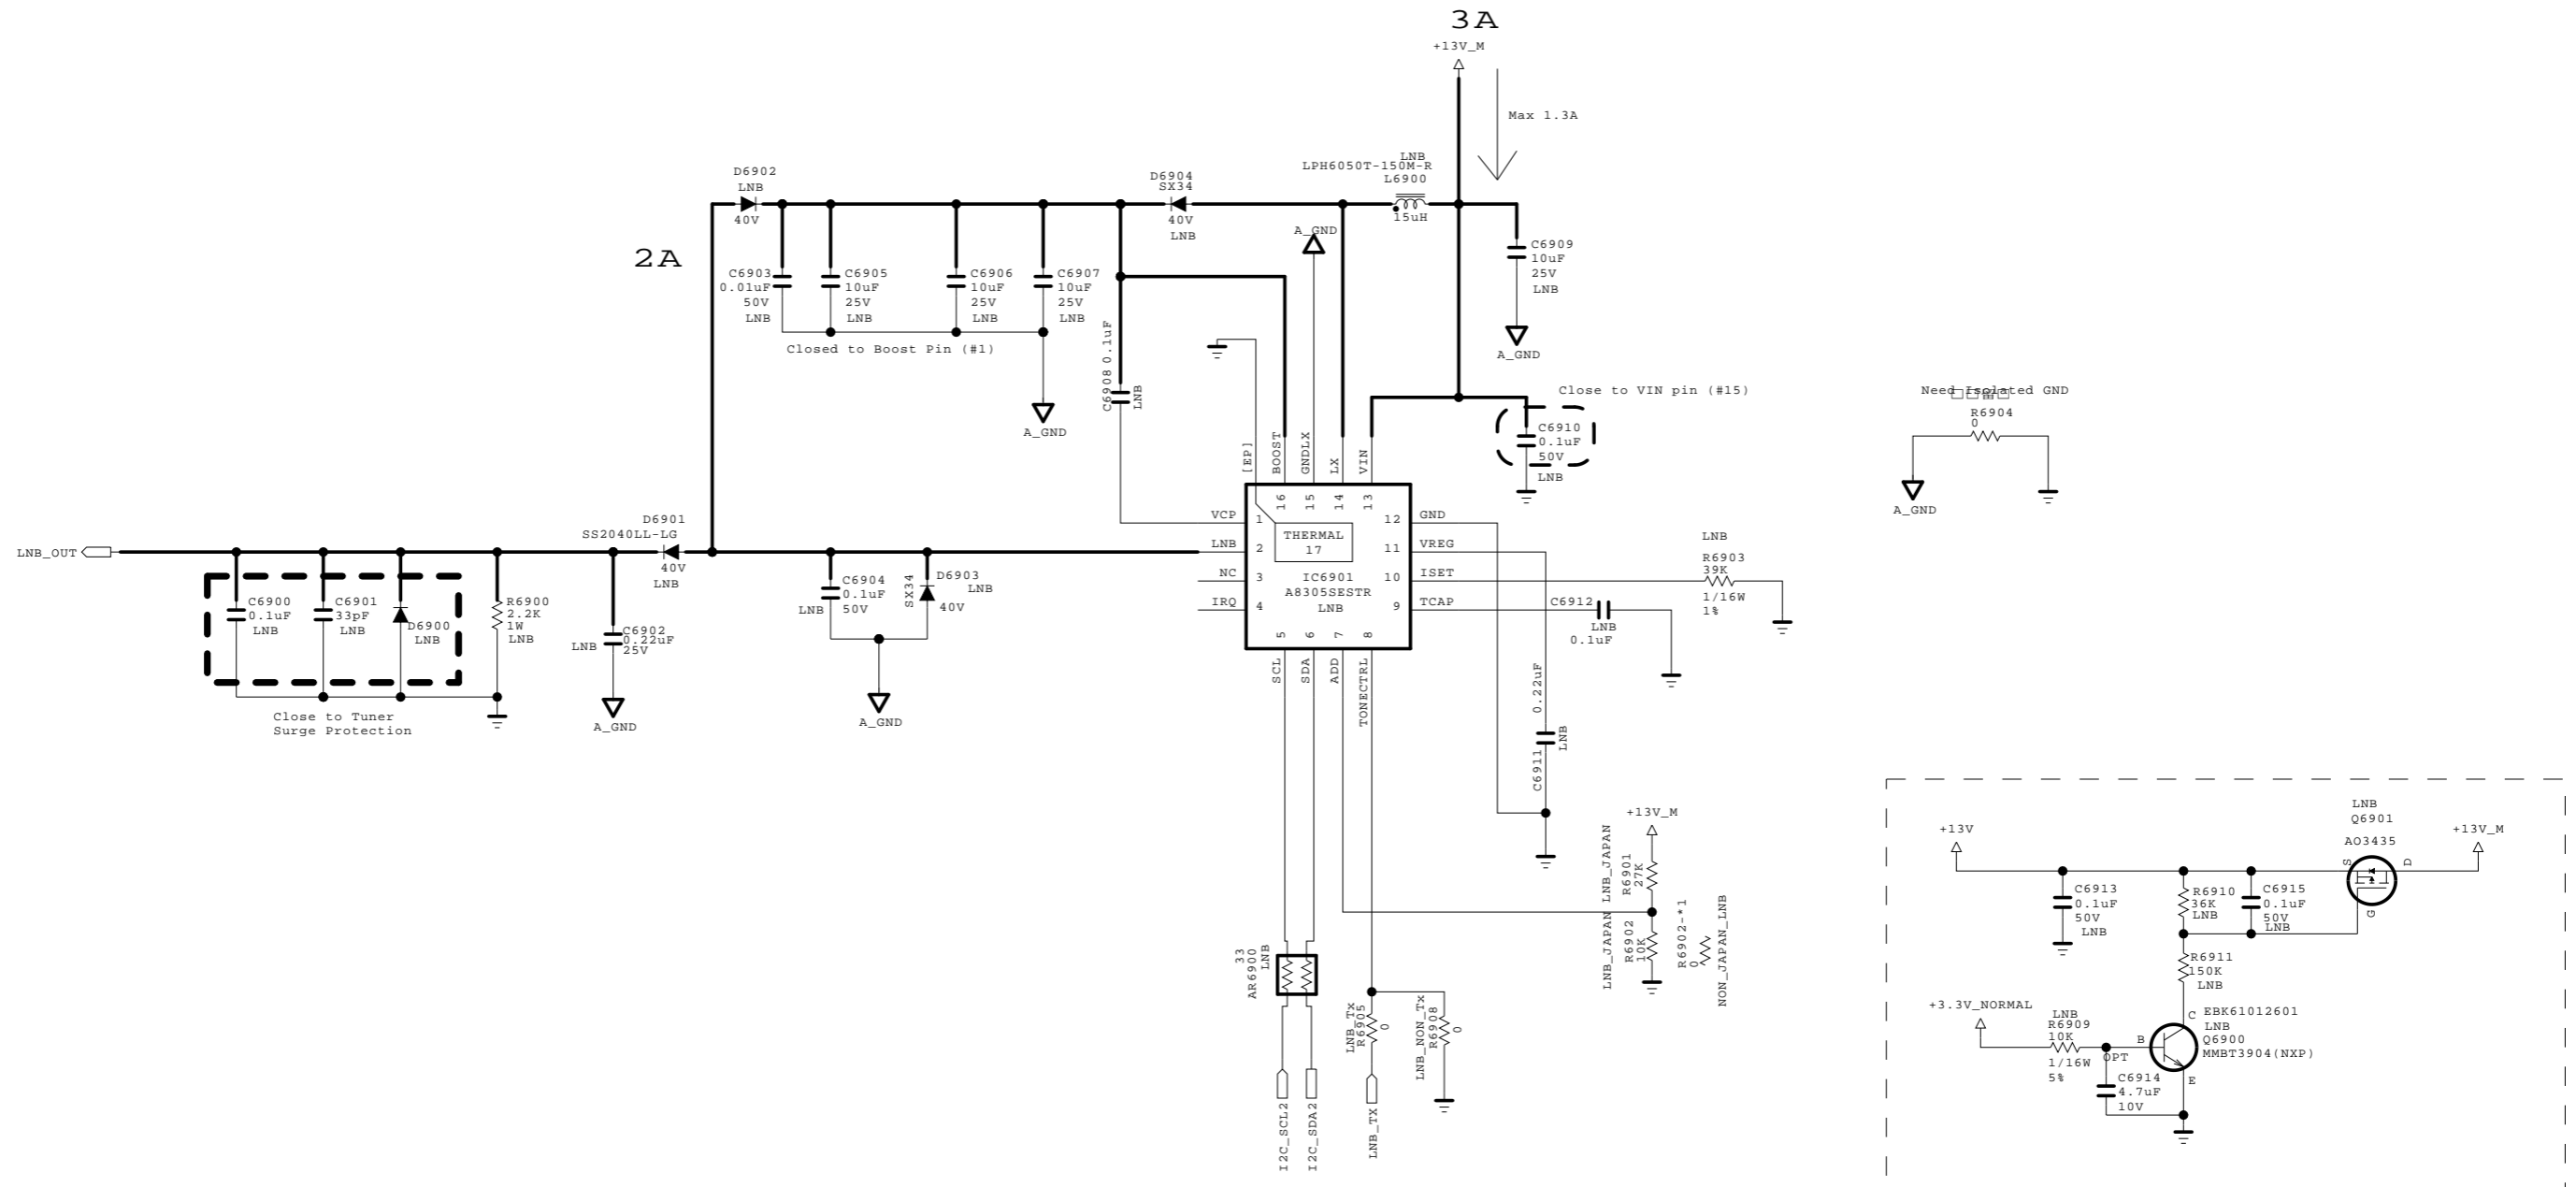 3A
+13V_M
Max 1.3A
LNB
LPH6050T-150M-R
L6900
15uH
D6902
LNB
40V
D6904
SX34
40V
LNB
2A
A_GND
C6909
10uF
25V
LNB
A_GND
C6903
0.01uF
50V
LNB
C6905
10uF
25V
LNB
C6906
10uF
25V
LNB
C6907
10uF
25V
LNB
Closed to Boost Pin (#1)
A_GND
C6908 0.1uF
LNB
Close to VIN pin (#15)
C6910
0.1uF
50V
LNB
Need Isolated GND
R6904
0
A_GND
[EP]
BOOST
GNDLX
LX
VIN
16
15
14
13
VCP
1
LNB
2
NC
3
IRQ
4
THERMAL
17
IC6901
A8305SESTR
LNB
12
GND
11
VREG
10
ISET
9
TCAP
5
6
7
8
SCL
SDA
ADD
TONECTRL
LNB
R6903
39K
1/16W
1%
C6912
LNB
0.1uF
0.22uF
C6911
LNB
D6901
SS2040LL-LG
40V
LNB
LNB_OUT
C6900
0.1uF
LNB
C6901
33pF
LNB
D6900
LNB
R6900
2.2K
1W
LNB
LNB
C6902
0.22uF
25V
A_GND
Close to Tuner
Surge Protection
C6904
0.1uF
50V
LNB
SX34
D6903
LNB
40V
A_GND
+13V_M
LNB_JAPAN
R6901
27K
LNB_JAPAN
R6902
10K
R6902-*1
0
NON_JAPAN_LNB
33
AR6900
LNB
LNB_Tx
R6905
0
LNB_NON_Tx
R6908
0
I2C_SCL2
I2C_SDA2
LNB_TX
LNB
Q6901
AO3435
+13V
+13V_M
S
D
G
C6913
0.1uF
50V
LNB
R6910
36K
LNB
C6915
0.1uF
50V
LNB
R6911
150K
LNB
+3.3V_NORMAL
LNB
R6909
10K
1/16W
5%
OPT
C6914
4.7uF
10V
B
C
E
EBK61012601
LNB
Q6900
MMBT3904(NXP)